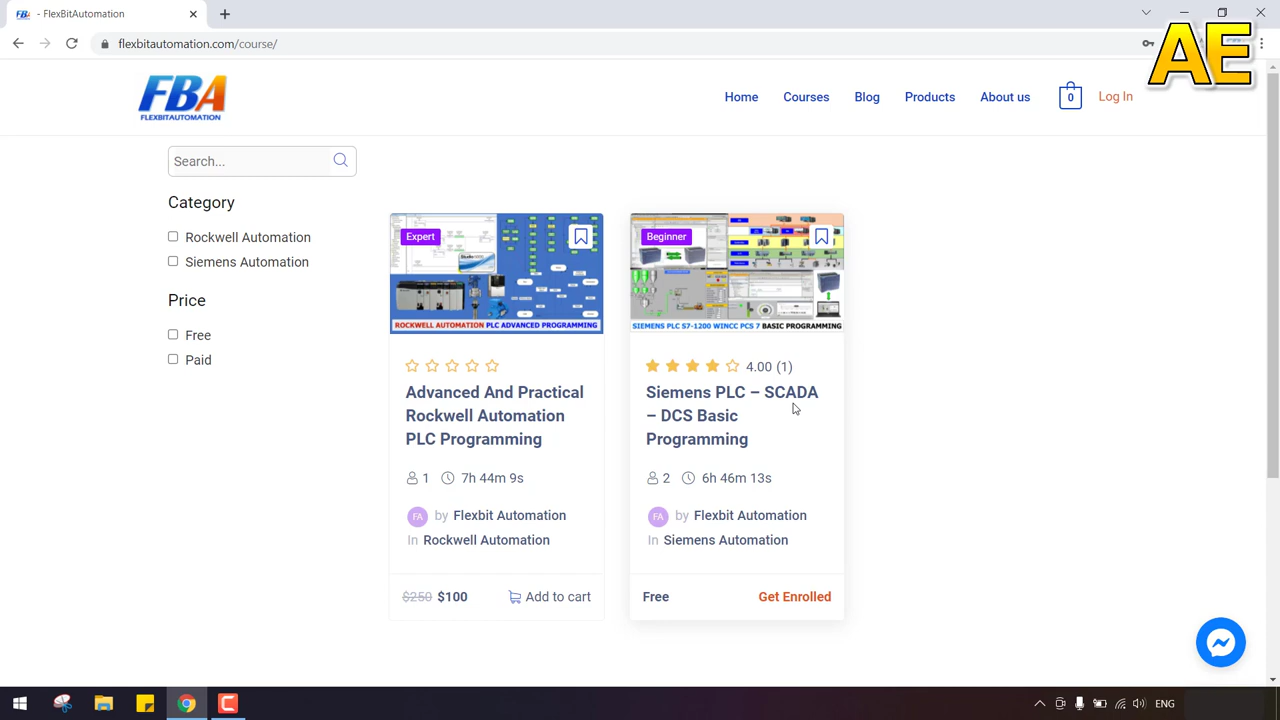 - FlexBitAutomation
flexbitautomation.com/course/
AE
FBA
FLEXBITAUTOMATION
Home
Courses
Blog
Products
About us
0
Log In
Search...
Category
Rockwell Automation
Siemens Automation
Price
Free
Paid
Expert
ROCKWELL AUTOMATION PLC ADVANCED PROGRAMMING
Advanced And Practical
Rockwell Automation
PLC Programming
1
7h 44m 9s
FA
by Flexbit Automation
In Rockwell Automation
$250 $100
Add to cart
Beginner
SIEMENS PLC S7-1200 WINCC PCS 7 BASIC PROGRAMMING
4.00 (1)
Siemens PLC – SCADA
– DCS Basic
Programming
2
6h 46m 13s
FA
by Flexbit Automation
In Siemens Automation
Free
Get Enrolled
ENG